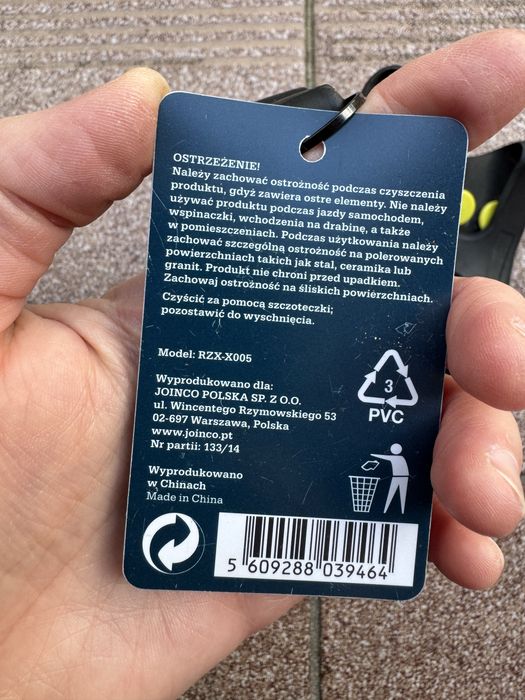 OSTRZEŻENIE!
Należy zachować ostrożność podczas czyszczenia
produktu, gdyż zawiera ostre elementy. Nie należy
używać produktu podczas jazdy samochodem,
wspinaczki, wchodzenia na drabinę, a także
w pomieszczeniach. Podczas użytkowania należy
zachować szczególną ostrożność na polerowanych
powierzchniach takich jak stal, ceramika lub
granit. Produkt nie chroni przed upadkiem.
Zachowaj ostrożność na śliskich powierzchniach.
Czyścić za pomocą szczoteczki;
pozostawić do wyschnięcia.
Model: RZX-X005
Wyprodukowano dla:
JOINCO POLSKA SP. Z O.O.
ul. Wincentego Rzymowskiego 53
02-697 Warszawa, Polska
www.joinco.pt
Nr partii: 133/14
Wyprodukowano
w Chinach
Made in China
3
PVC
5 609288 039464